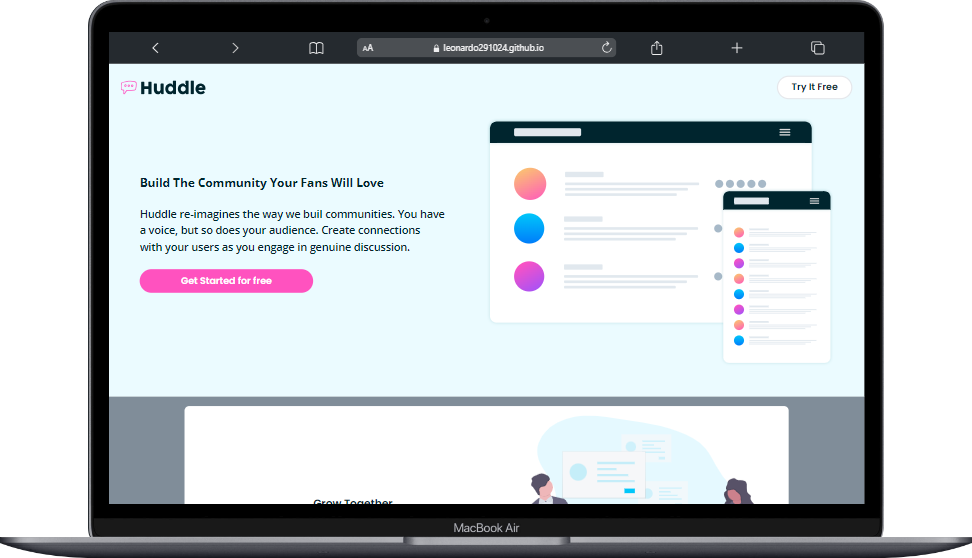 AA
leonardo291024.github.io
Huddle
Try It Free
Build The Community Your Fans Will Love
Huddle re-imagines the way we buil communities. You have
a voice, but so does your audience. Create connections
with your users as you engage in genuine discussion.
Get Started for free
Grow Together
MacBook Air